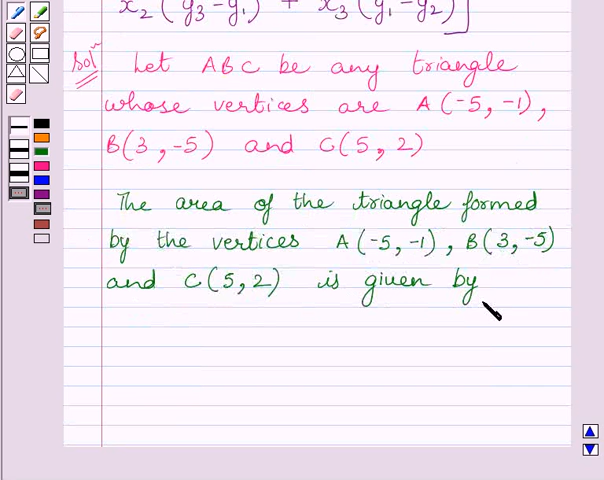 x₂ (y₃-y₁) + x₃ (y₁-y₂)]
Solⁿ Let ABC be any triangle
whose vertices are A(-5,-1),
B(3,-5) and C(5,2)
The area of the triangle formed
by the vertices A(-5,-1), B(3,-5)
and C(5,2) is given by